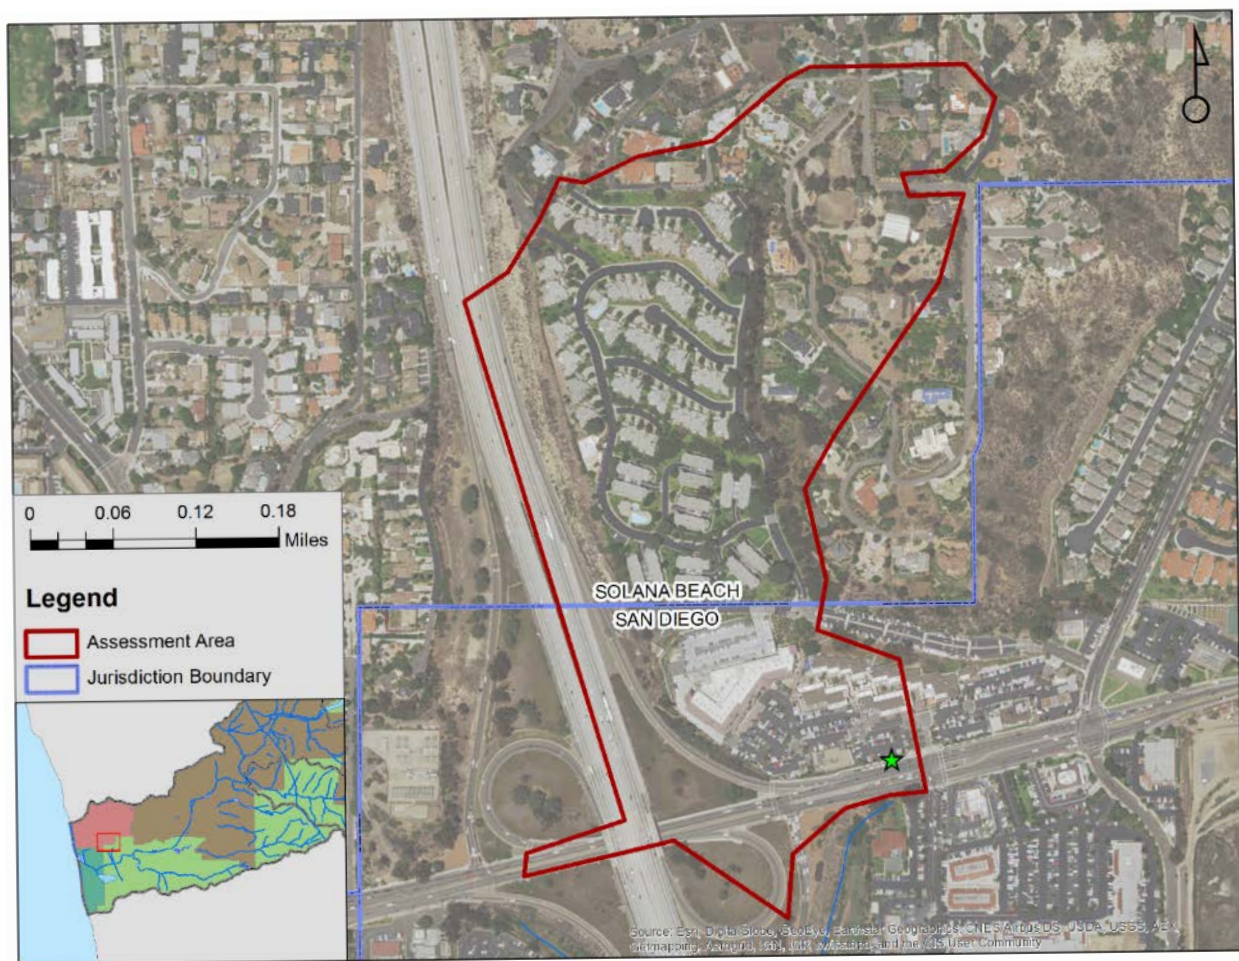 SOLANA BEACH
SAN DIEGO
0 0.06 0.12 0.18
Miles
Legend
Assessment Area
Jurisdiction Boundary
Source: Esri, DigitalGlobe, GeoEye, Earthstar Geographics, CNES/Airbus DS, USDA, USGS, AEX,
Getmapping, Aerogrid, IGN, IGP, swisstopo, and the GIS User Community